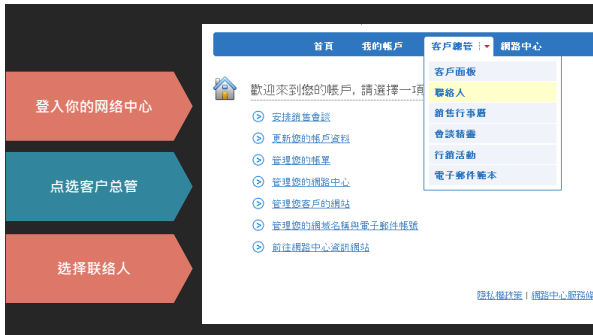 首頁 我的帳戶 客戶總管 網路中心
客戶面板
聯絡人
銷售行事曆
會談精靈
行銷活動
電子郵件範本
歡迎來到您的帳戶, 請選擇一項
安排銷售會談
更新您的帳戶資料
管理您的帳單
管理您的網路中心
管理您客戶的網站
管理您的網域名稱與電子郵件帳號
前往網路中心資訊網站
隱私權政策 | 網路中心服務條
登入你的网络中心
点选客户总管
选择联络人